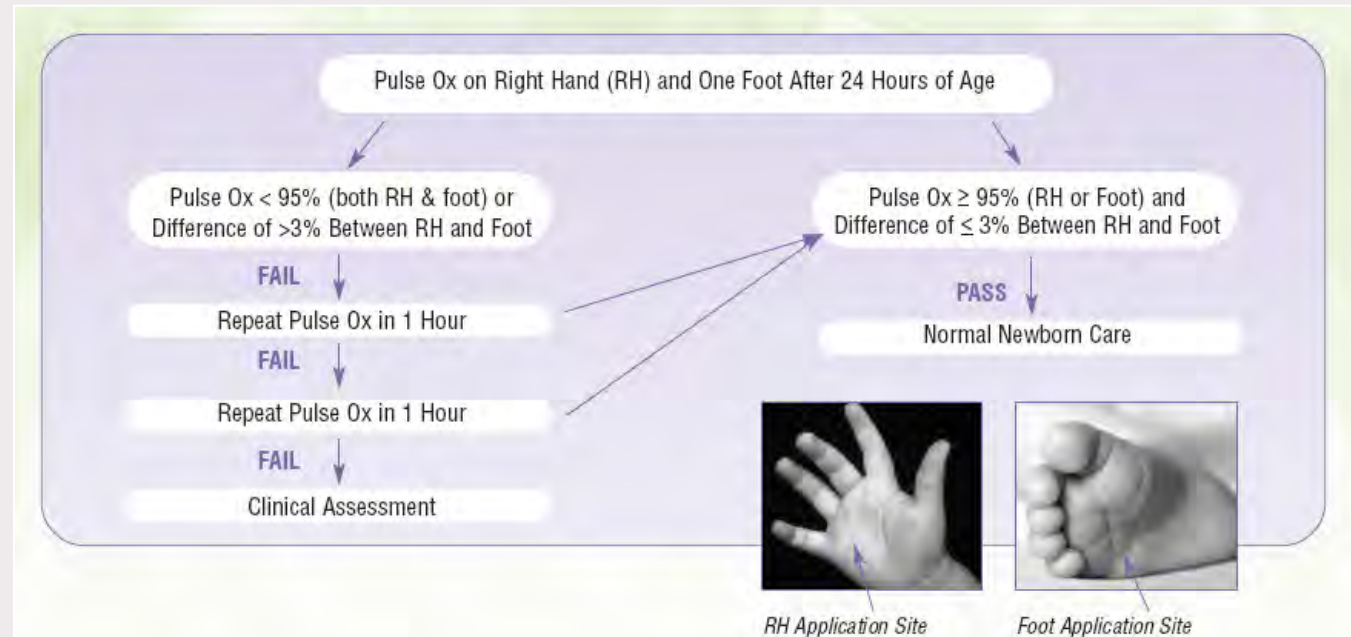 Pulse Ox on Right Hand (RH) and One Foot After 24 Hours of Age
Pulse Ox < 95% (both RH & foot) or
Difference of >3% Between RH and Foot
FAIL
Repeat Pulse Ox in 1 Hour
FAIL
Repeat Pulse Ox in 1 Hour
FAIL
Clinical Assessment
Pulse Ox ≥ 95% (RH or Foot) and
Difference of ≤ 3% Between RH and Foot
PASS
Normal Newborn Care
RH Application Site
Foot Application Site